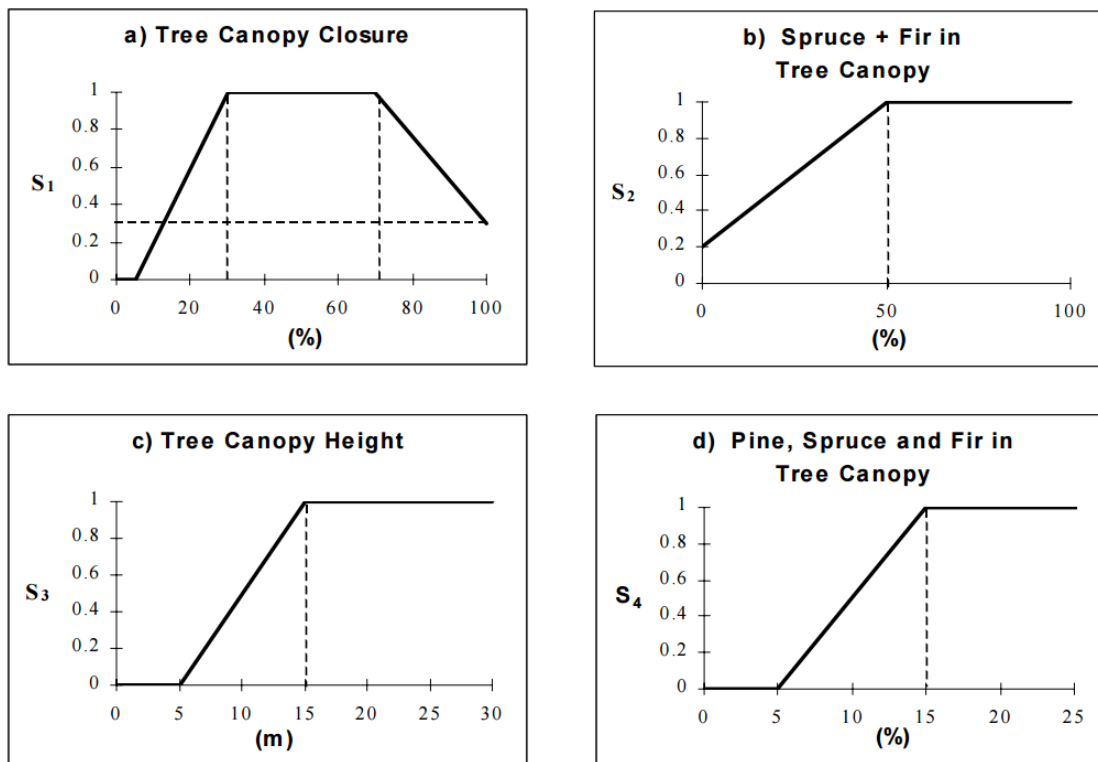 a) Tree Canopy Closure
1
0.8
0.6
S1
0.4
0.2
0
0 20 40 60 80 100
(%)
b) Spruce + Fir in
Tree Canopy
1
0.8
0.6
S2
0.4
0.2
0
0 50 100
(%)
c) Tree Canopy Height
1
0.8
0.6
S3
0.4
0.2
0
0 5 10 15 20 25 30
(m)
d) Pine, Spruce and Fir in
Tree Canopy
1
0.8
0.6
S4
0.4
0.2
0
0 5 10 15 20 25
(%)